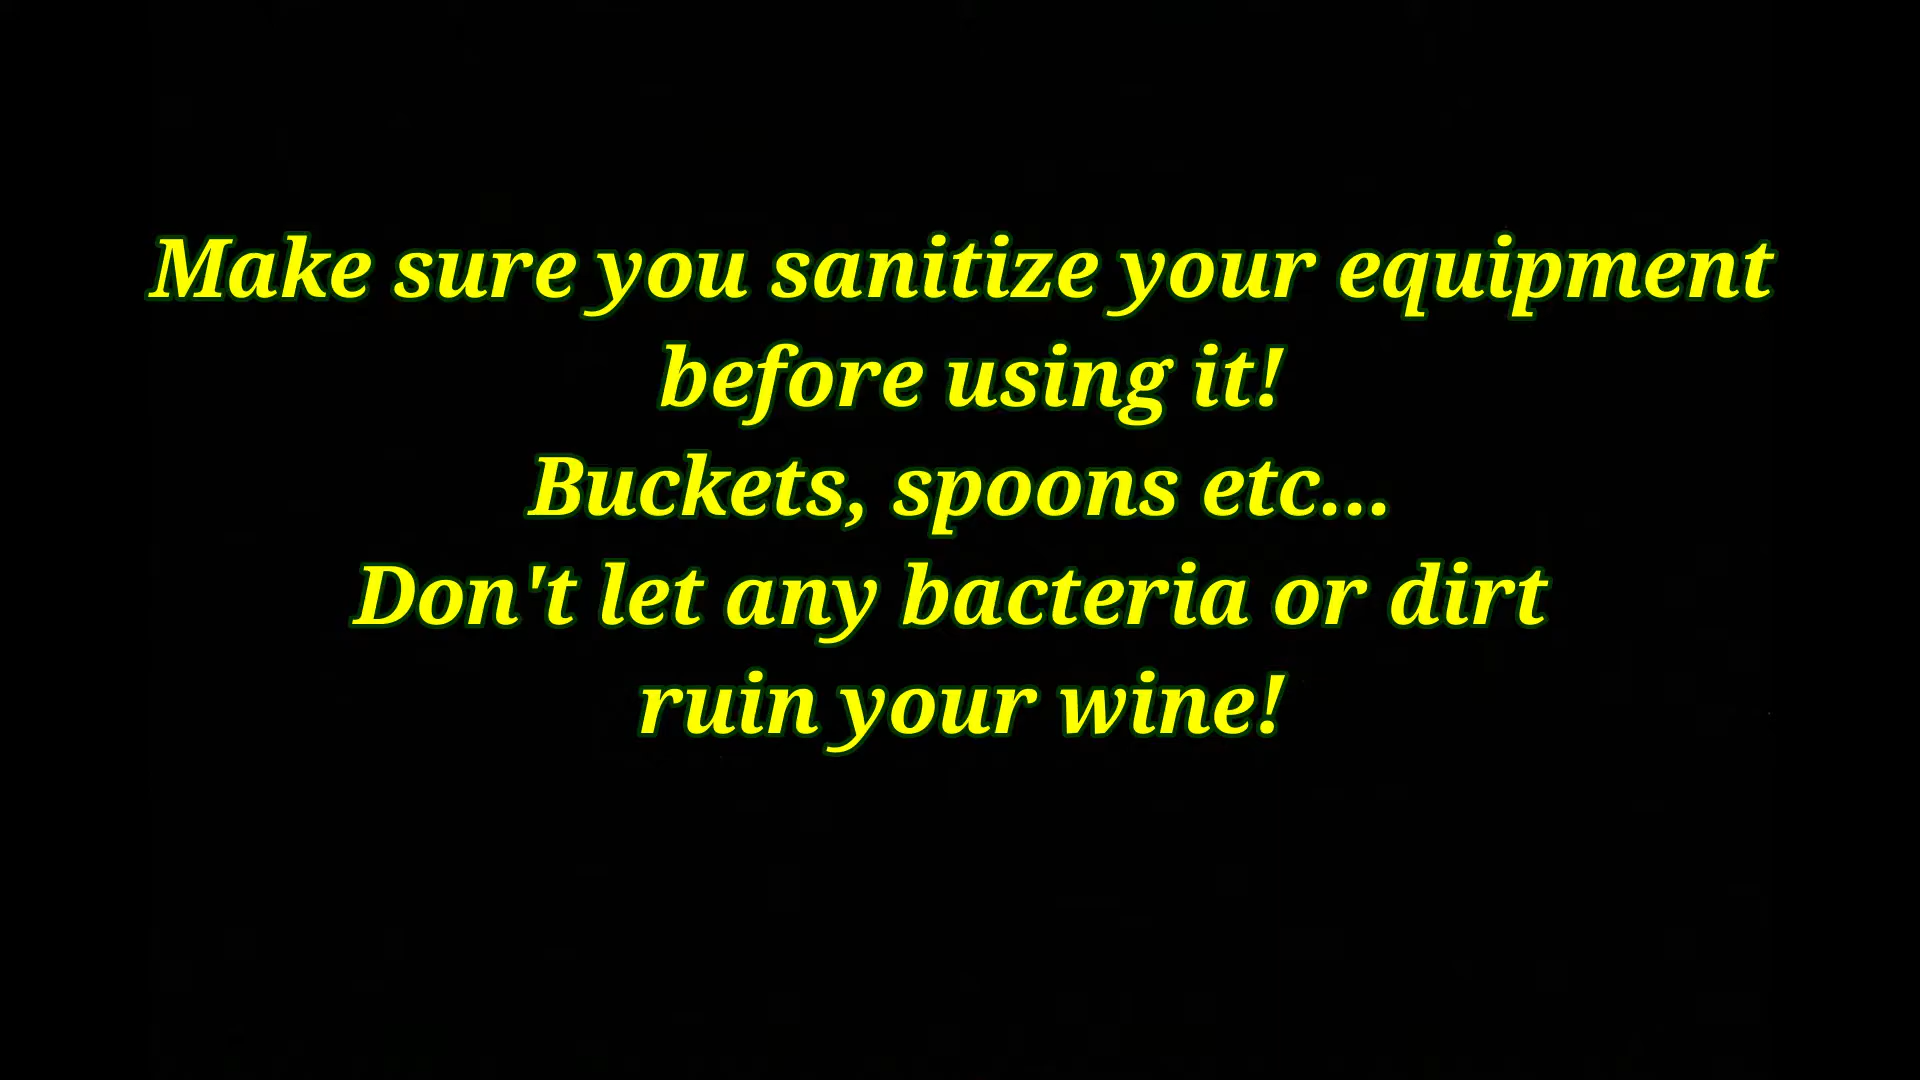 Make sure you sanitize your equipment
before using it!
Buckets, spoons etc...
Don't let any bacteria or dirt
ruin your wine!